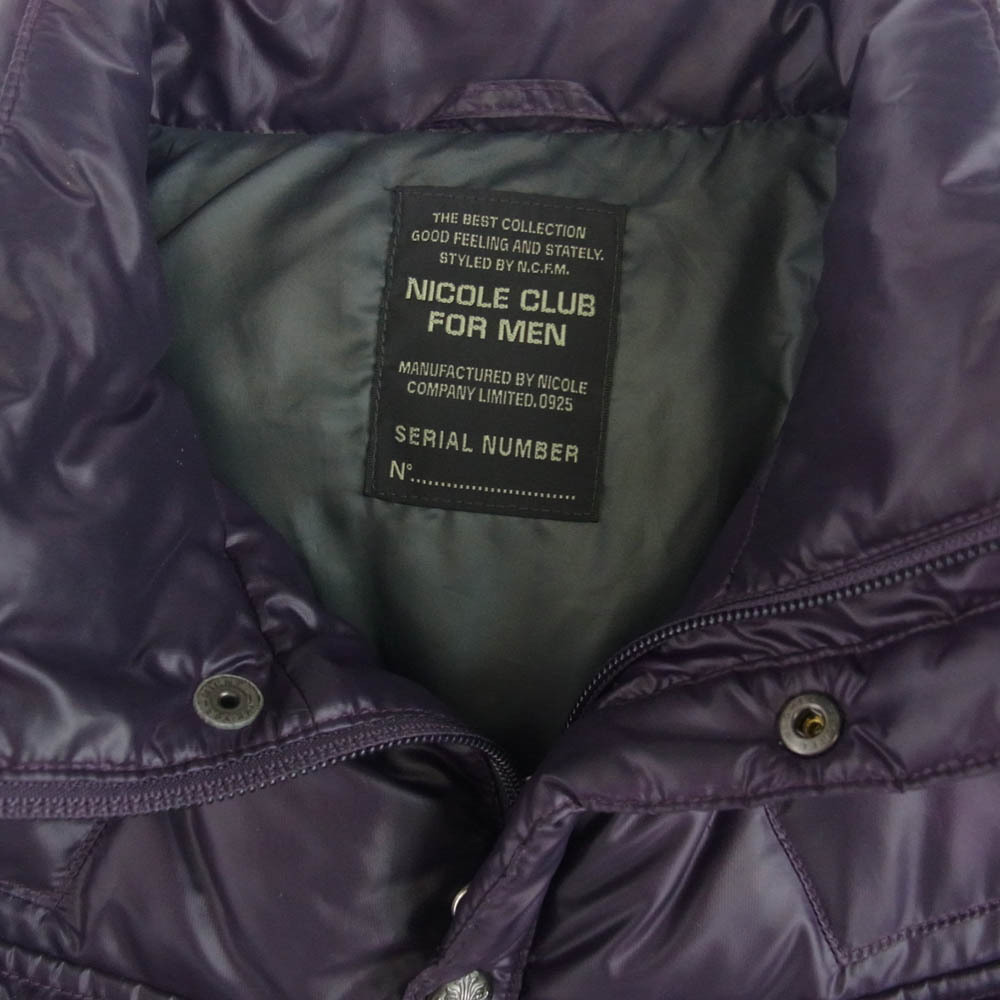 THE BEST COLLECTION
GOOD FEELING AND STATELY.
STYLED BY N.C.F.M.
NICOLE CLUB
FOR MEN
MANUFACTURED BY NICOLE
COMPANY LIMITED.0925
SERIAL NUMBER
N°..............................